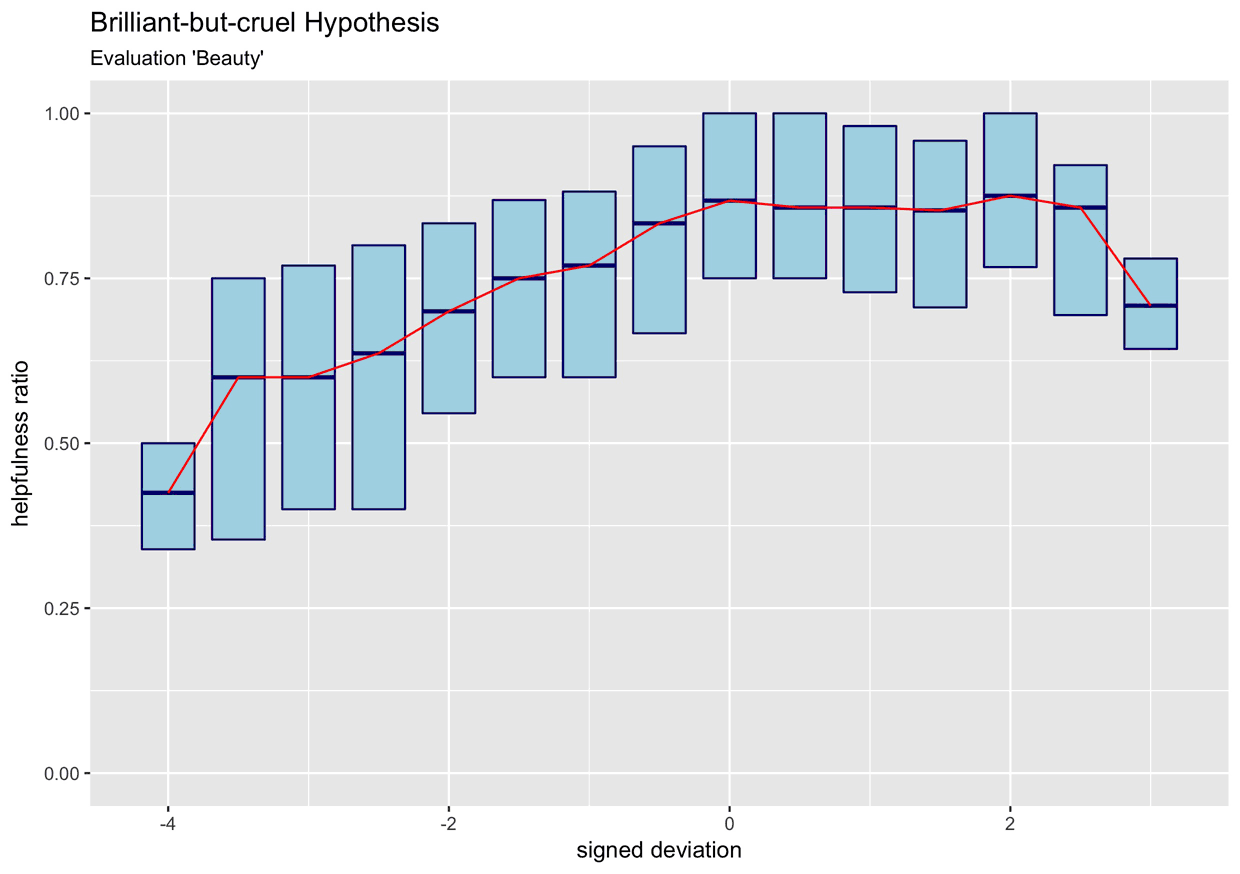 Brilliant-but-cruel Hypothesis
Evaluation 'Beauty'
helpfulness ratio
1.00
0.75
0.50
0.25
0.00
-4 -2 0 2
signed deviation